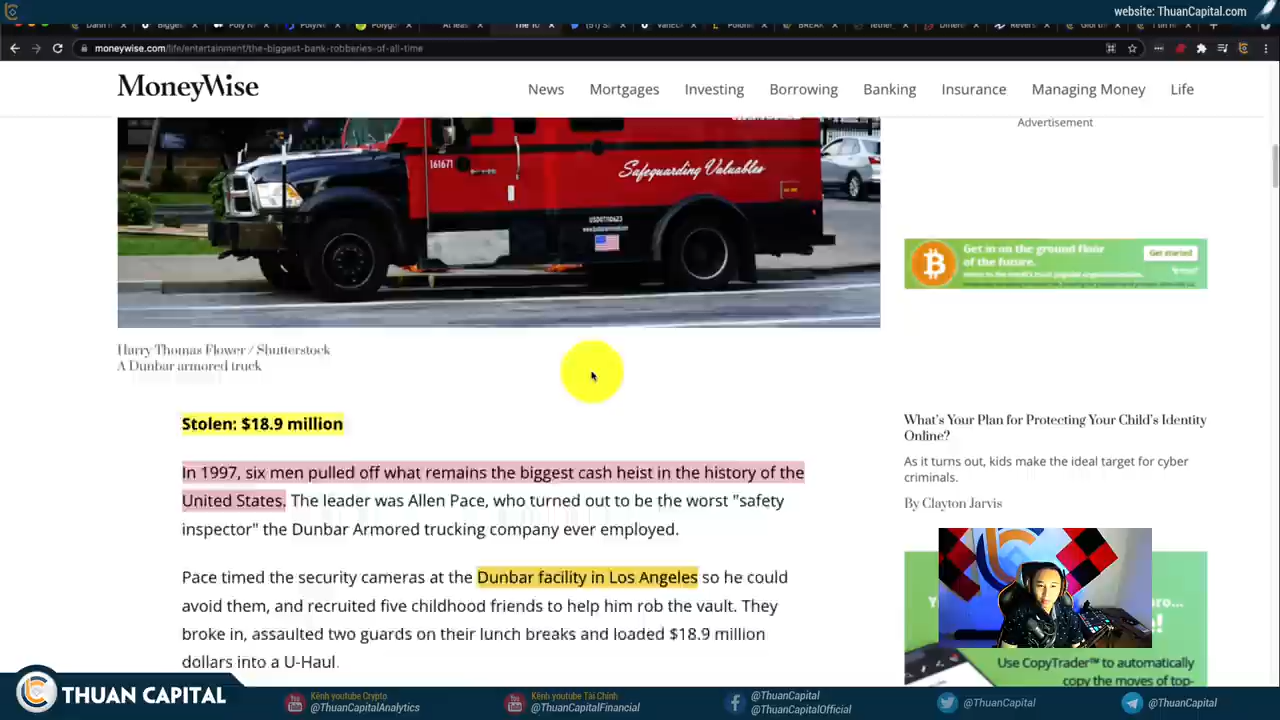 website: ThuanCapital.com
moneywise.com/life/entertainment/the-biggest-bank-robberies-of-all-time
MoneyWise
News
Mortgages
Investing
Borrowing
Banking
Insurance
Managing Money
Life
161671
Safeguarding Valuables
Advertisement
Get in on the ground floor
of the future.
Get started
Harry Thomas Flower / Shutterstock
A Dunbar armored truck
Stolen: $18.9 million
In 1997, six men pulled off what remains the biggest cash heist in the history of the
United States. The leader was Allen Pace, who turned out to be the worst "safety
inspector" the Dunbar Armored trucking company ever employed.
Pace timed the security cameras at the Dunbar facility in Los Angeles so he could
avoid them, and recruited five childhood friends to help him rob the vault. They
broke in, assaulted two guards on their lunch breaks and loaded $18.9 million
dollars into a U-Haul.
What's Your Plan for Protecting Your Child's Identity
Online?
As it turns out, kids make the ideal target for cyber
criminals.
By Clayton Jarvis
Use CopyTrader™ to automatically
copy the moves of top-
THUAN CAPITAL
Kênh youtube Crypto
@ThuanCapitalAnalytics
Kênh youtube Tài Chính
@ThuanCapitalFinancial
@ThuanCapital
@ThuanCapitalOfficial
@ThuanCapital
@ThuanCapital